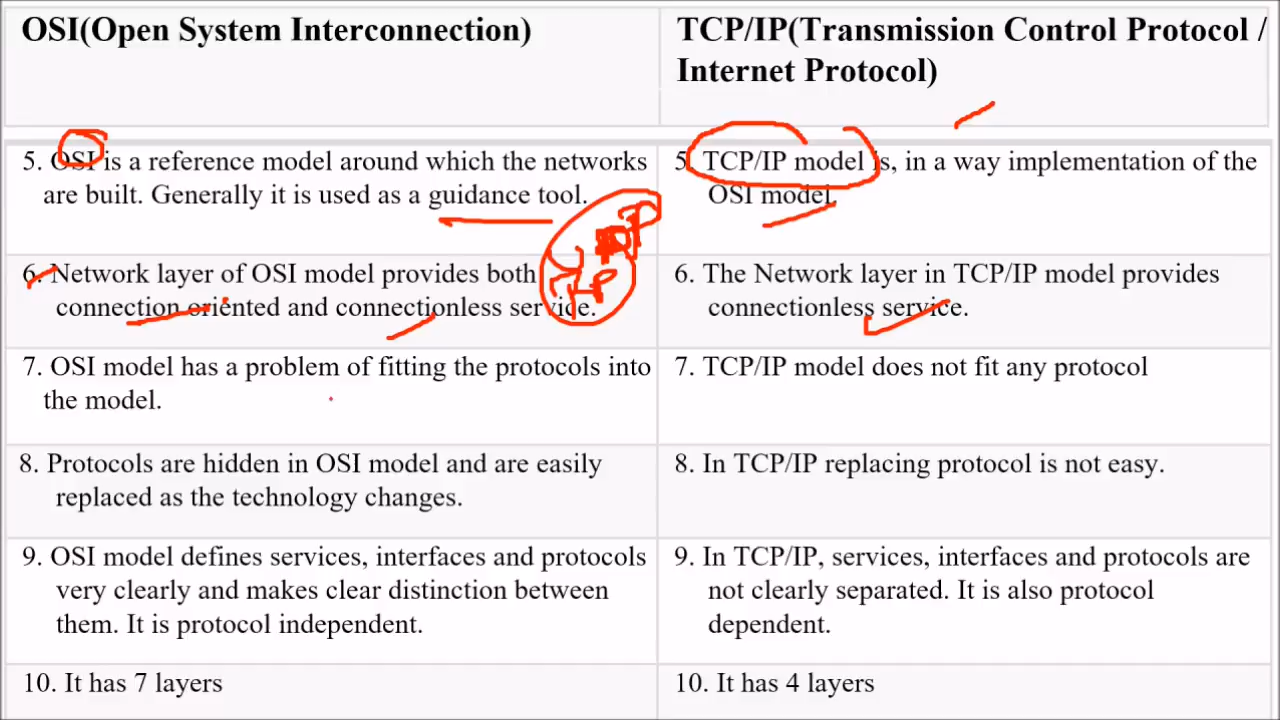 OSI(Open System Interconnection)
TCP/IP(Transmission Control Protocol /
Internet Protocol)
5. OSI is a reference model around which the networks
are built. Generally it is used as a guidance tool.
5. TCP/IP model is, in a way implementation of the
OSI model.
6. Network layer of OSI model provides both
connection oriented and connectionless service.
6. The Network layer in TCP/IP model provides
connectionless service.
7. OSI model has a problem of fitting the protocols into
the model.
7. TCP/IP model does not fit any protocol
8. Protocols are hidden in OSI model and are easily
replaced as the technology changes.
8. In TCP/IP replacing protocol is not easy.
9. OSI model defines services, interfaces and protocols
very clearly and makes clear distinction between
them. It is protocol independent.
9. In TCP/IP, services, interfaces and protocols are
not clearly separated. It is also protocol
dependent.
10. It has 7 layers
10. It has 4 layers